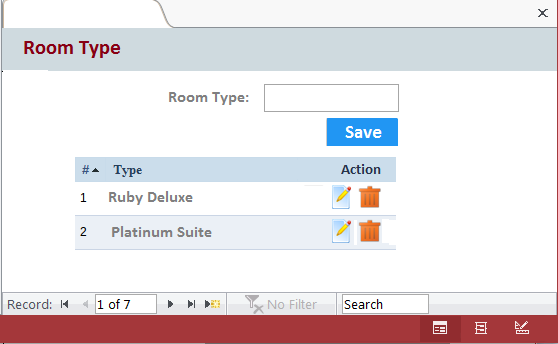 Room Type
Room Type:
Save
# Type Action
1 Ruby Deluxe
2 Platinum Suite
Record: 1 of 7 No Filter Search